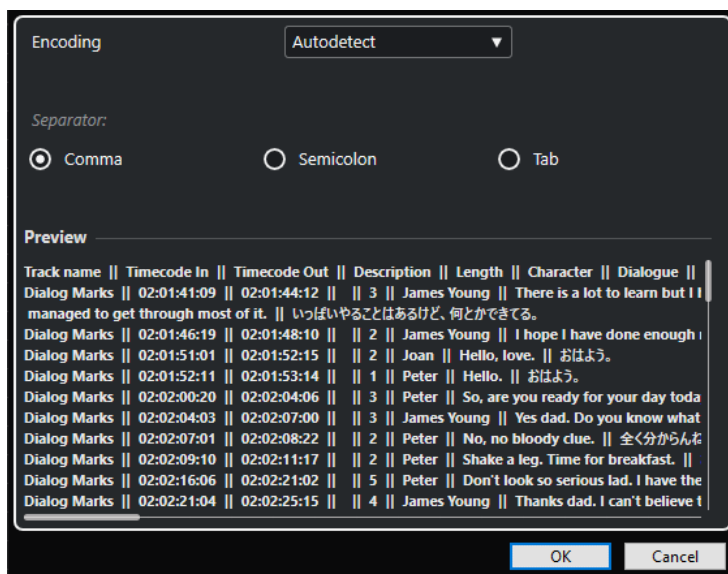 Encoding
Autodetect
Separator:
Comma
Semicolon
Tab
Preview
Track name || Timecode In || Timecode Out || Description || Length || Character || Dialogue ||
Dialog Marks || 02:01:41:09 || 02:01:44:12 || || 3 || James Young || There is a lot to learn but I
managed to get through most of it. || いっぱいやることはあるけど、何とかできてる。
Dialog Marks || 02:01:46:19 || 02:01:48:10 || || 2 || James Young || I hope I have done enough
Dialog Marks || 02:01:51:01 || 02:01:52:15 || || 2 || Joan || Hello, love. || おはよう。
Dialog Marks || 02:01:52:11 || 02:01:53:14 || || 1 || Peter || Hello. || おはよう。
Dialog Marks || 02:02:00:20 || 02:02:04:06 || || 3 || Peter || So, are you ready for your day toda
Dialog Marks || 02:02:04:03 || 02:02:07:00 || || 3 || James Young || Yes dad. Do you know what
Dialog Marks || 02:02:07:01 || 02:02:08:22 || || 2 || Peter || No, no bloody clue. || 全く分からんね
Dialog Marks || 02:02:09:10 || 02:02:11:17 || || 2 || Peter || Shake a leg. Time for breakfast. ||
Dialog Marks || 02:02:16:06 || 02:02:21:02 || || 5 || Peter || Don't look so serious lad. I have the
Dialog Marks || 02:02:21:04 || 02:02:25:15 || || 4 || James Young || Thanks dad. I can't believe t
OK
Cancel